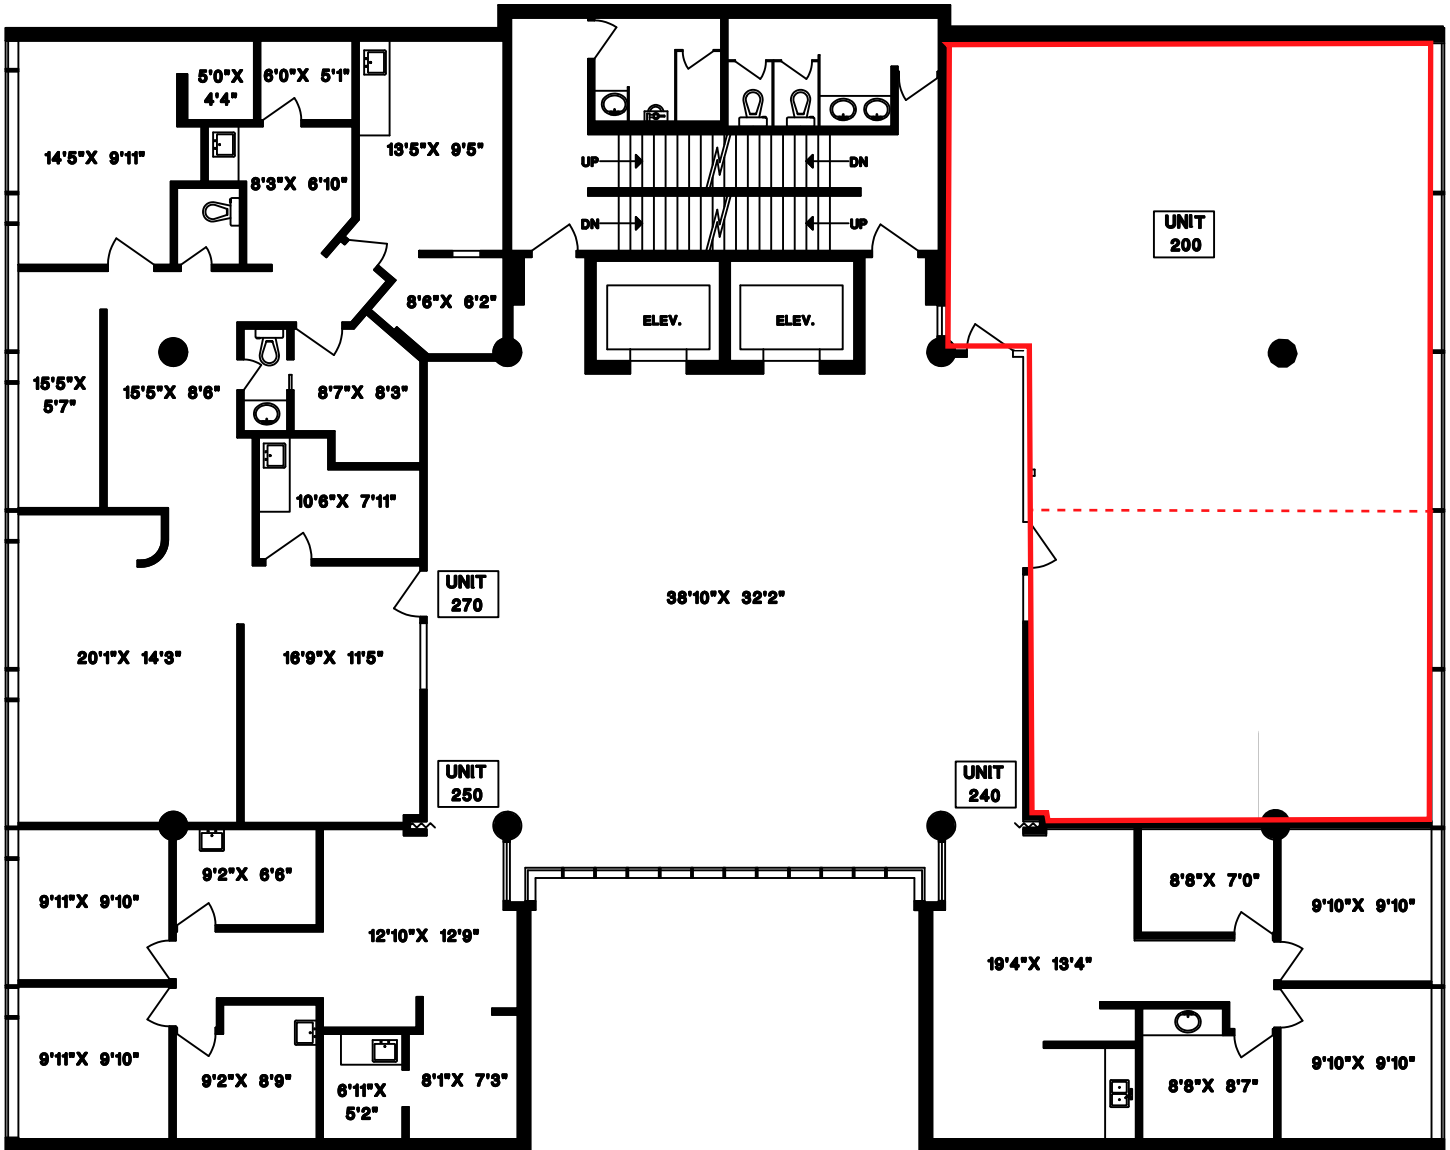 5'0"X
4'4"
6'0"X 5'1"
14'5"X 9'11"
13'5"X 9'5"
8'3"X 6'10"
UP
DN
DN
UP
UNIT
200
8'6"X 6'2"
ELEV.
ELEV.
15'5"X
5'7"
15'5"X 8'6"
8'7"X 8'3"
10'6"X 7'11"
UNIT
270
38'10"X 32'2"
20'1"X 14'3"
16'9"X 11'5"
UNIT
250
UNIT
240
9'2"X 6'6"
9'11"X 9'10"
12'10"X 12'9"
8'6"X 7'0"
9'10"X 9'10"
19'4"X 13'4"
9'11"X 9'10"
9'2"X 8'9"
6'11"X
5'2"
8'1"X 7'3"
8'8"X 8'7"
9'10"X 9'10"